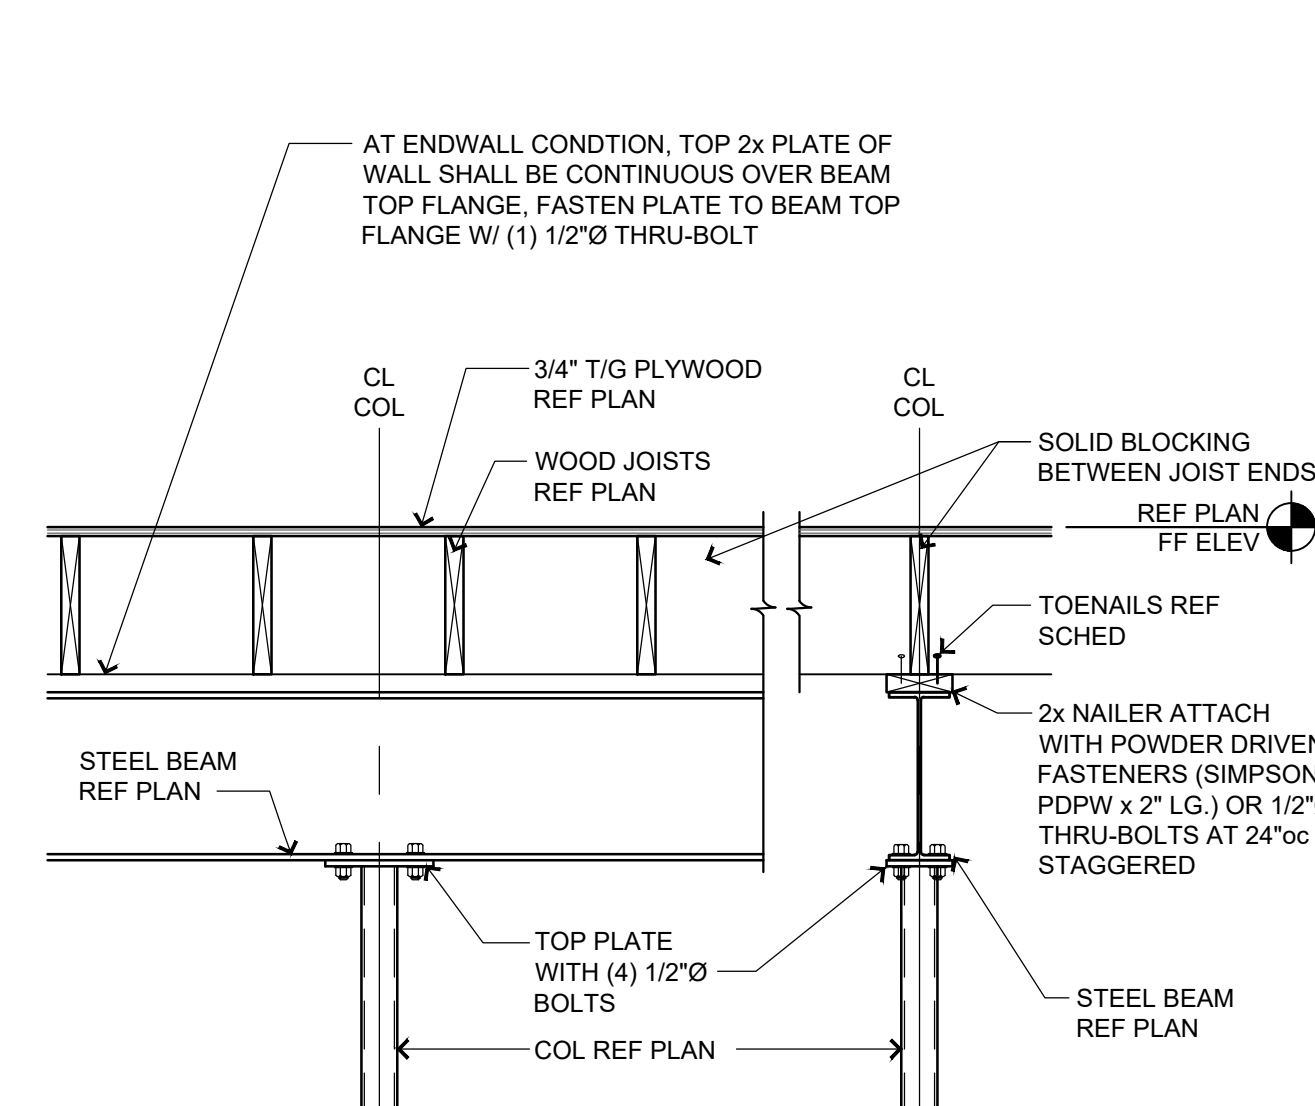 AT ENDWALL CONDTION, TOP 2x PLATE OF
WALL SHALL BE CONTINUOUS OVER BEAM
TOP FLANGE, FASTEN PLATE TO BEAM TOP
FLANGE W/ (1) 1/2"Ø THRU-BOLT
CL
COL
3/4" T/G PLYWOOD
REF PLAN
WOOD JOISTS
REF PLAN
CL
COL
SOLID BLOCKING
BETWEEN JOIST ENDS
REF PLAN
FF ELEV
TOENAILS REF
SCHED
2x NAILER ATTACH
WITH POWDER DRIVEN
FASTENERS (SIMPSON
PDPW x 2" LG.) OR 1/2"
THRU-BOLTS AT 24"oc
STAGGERED
STEEL BEAM
REF PLAN
TOP PLATE
WITH (4) 1/2"Ø
BOLTS
STEEL BEAM
REF PLAN
COL REF PLAN